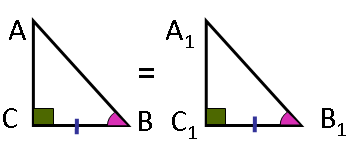 A A₁
=
C B C₁ B₁